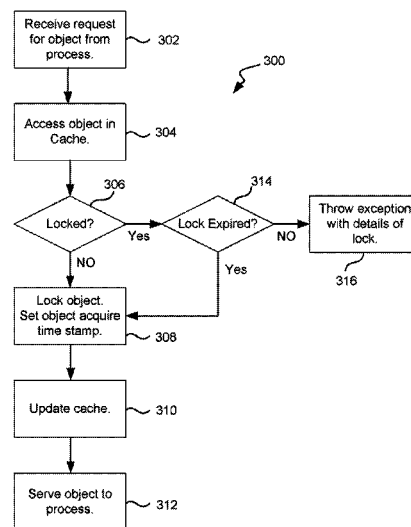 Receive request
for object from
process.
302
300
Access object in
Cache.
304
306
314
Locked?
Yes
Lock Expired?
NO
Throw exception
with details of
lock.
316
NO
Yes
Lock object.
Set object acquire
time stamp.
308
Update cache.
310
Serve object to
process.
312